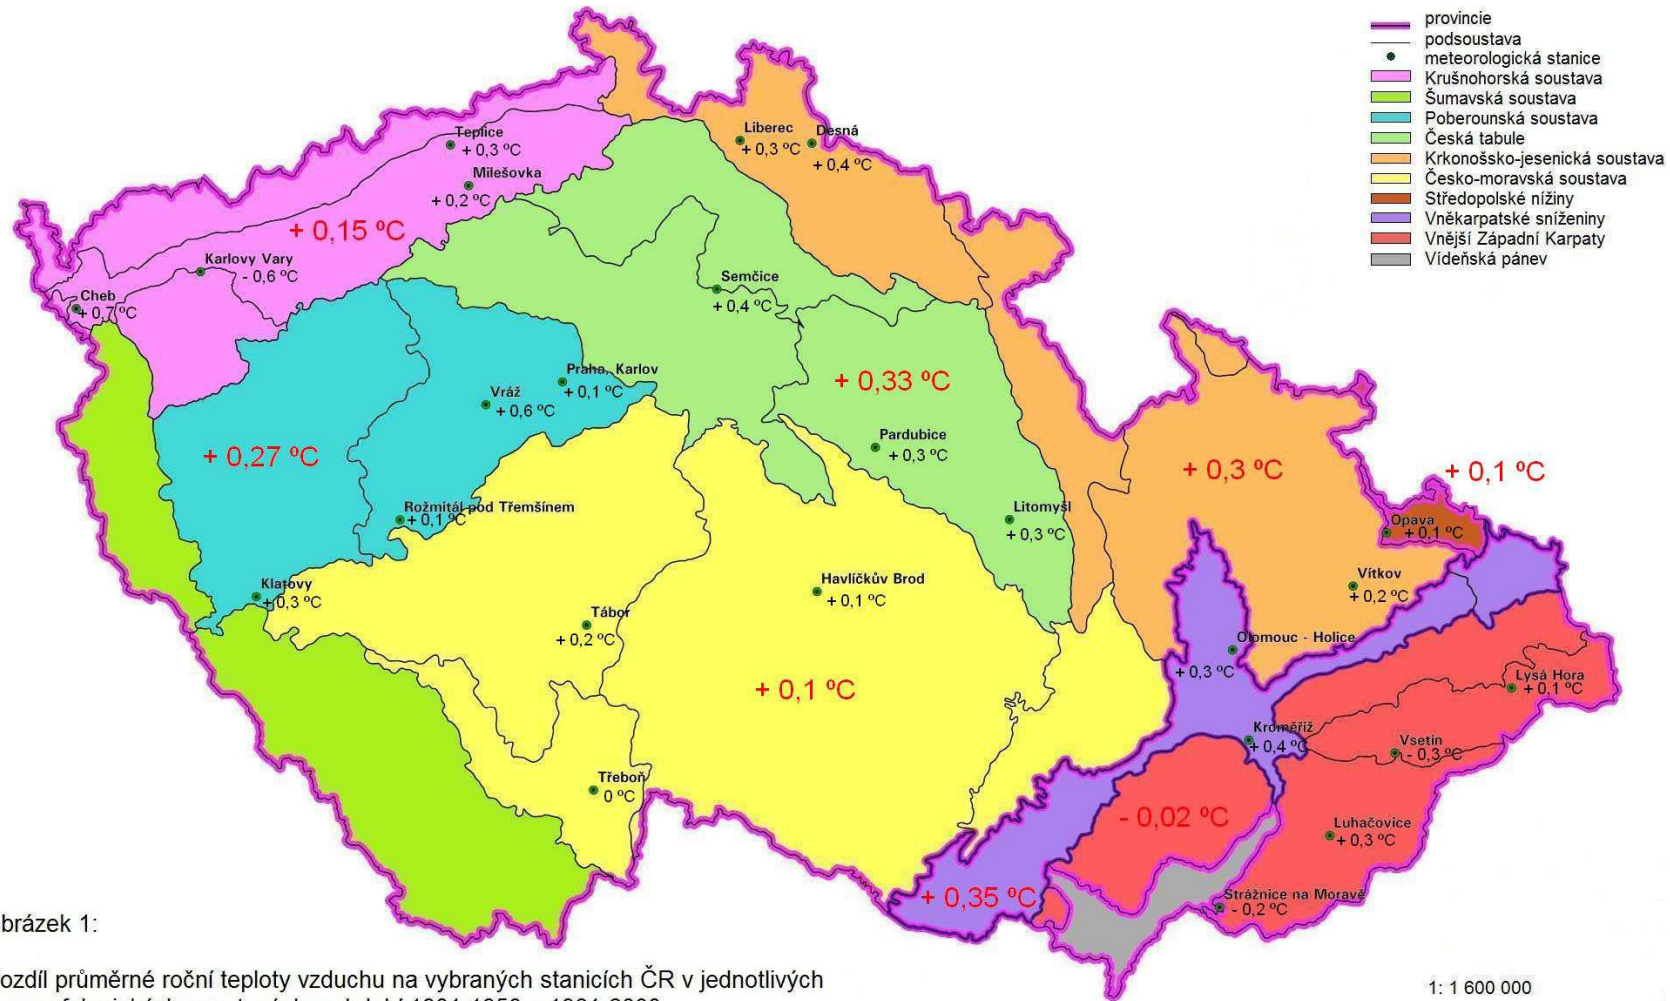 provincie
podsoustava
meteorologická stanice
Krušnohorská soustava
Šumavská soustava
Poberounská soustava
Česká tabule
Krkonošsko-jesenická soustava
Česko-moravská soustava
Středopolské nížiny
Vněkarpatské sníženiny
Vnější Západní Karpaty
Vídeňská pánev
Teplice
+ 0,3 ºC
Liberec
+ 0,3 ºC
Desná
+ 0,4 ºC
Milešovka
+ 0,2 ºC
+ 0,15 ºC
Karlovy Vary
- 0,6 ºC
Cheb
+ 0,7 ºC
Semčice
+ 0,4 ºC
Praha, Karlov
+ 0,1 ºC
Vráž
+ 0,6 ºC
+ 0,33 ºC
+ 0,27 ºC
Pardubice
+ 0,3 ºC
+ 0,3 ºC
+ 0,1 ºC
Rožmitál pod Třemšínem
+ 0,1 ºC
Litomyšl
+ 0,3 ºC
Opava
+ 0,1 ºC
Klatovy
+ 0,3 ºC
Havlíčkův Brod
+ 0,1 ºC
Vítkov
+ 0,2 ºC
Tábor
+ 0,2 ºC
Olomouc - Holice
+ 0,3 ºC
+ 0,1 ºC
Lysá Hora
+ 0,1 ºC
Kroměříž
+ 0,4 ºC
Vsetín
- 0,3 ºC
Třeboň
0 ºC
- 0,02 ºC
Luhačovice
+ 0,3 ºC
+ 0,35 ºC
Strážnice na Moravě
- 0,2 ºC
brázek 1:
ozdíl průměrné roční teploty vzduchu na vybraných stanicích ČR v jednotlivých
1: 1 600 000